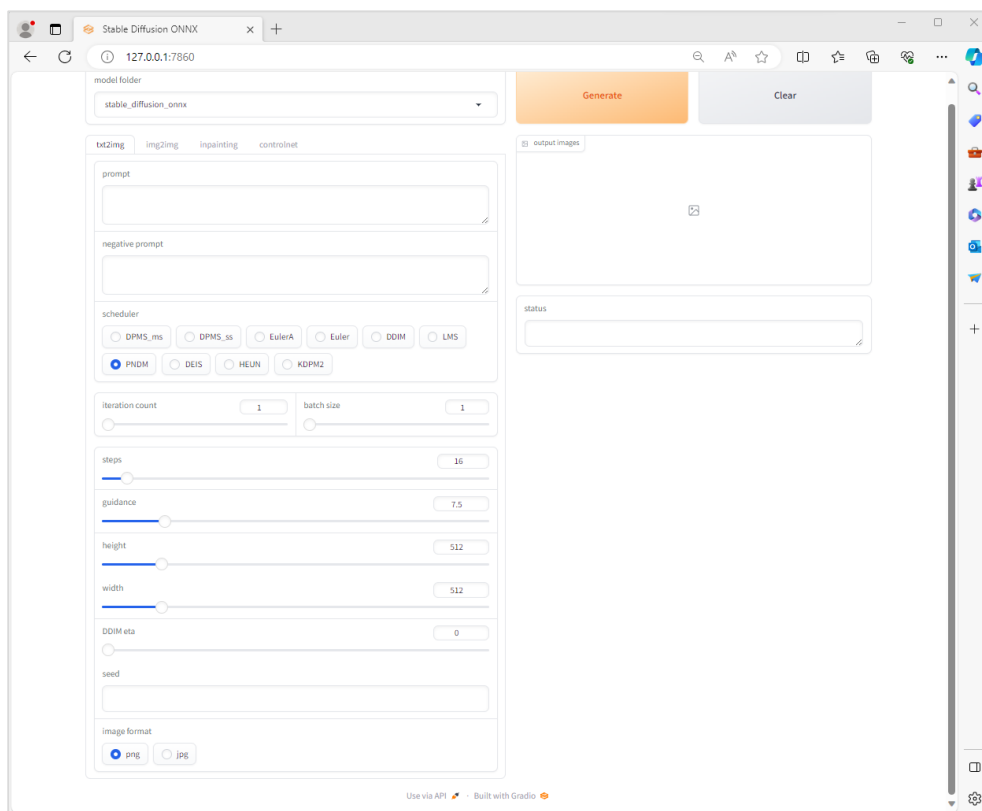 Stable Diffusion ONNX
127.0.0.1:7860
model folder
stable_diffusion_onnx
Generate
Clear
txt2img img2img inpainting controlnet
output images
prompt
negative prompt
scheduler
DPMS_ms DPMS_ss EulerA Euler DDIM LMS
PNDM DEIS HEUN KDPM2
status
iteration count 1 batch size 1
steps 16
guidance 7.5
height 512
width 512
DDIM eta 0
seed
image format
png jpg
Use via API · Built with Gradio